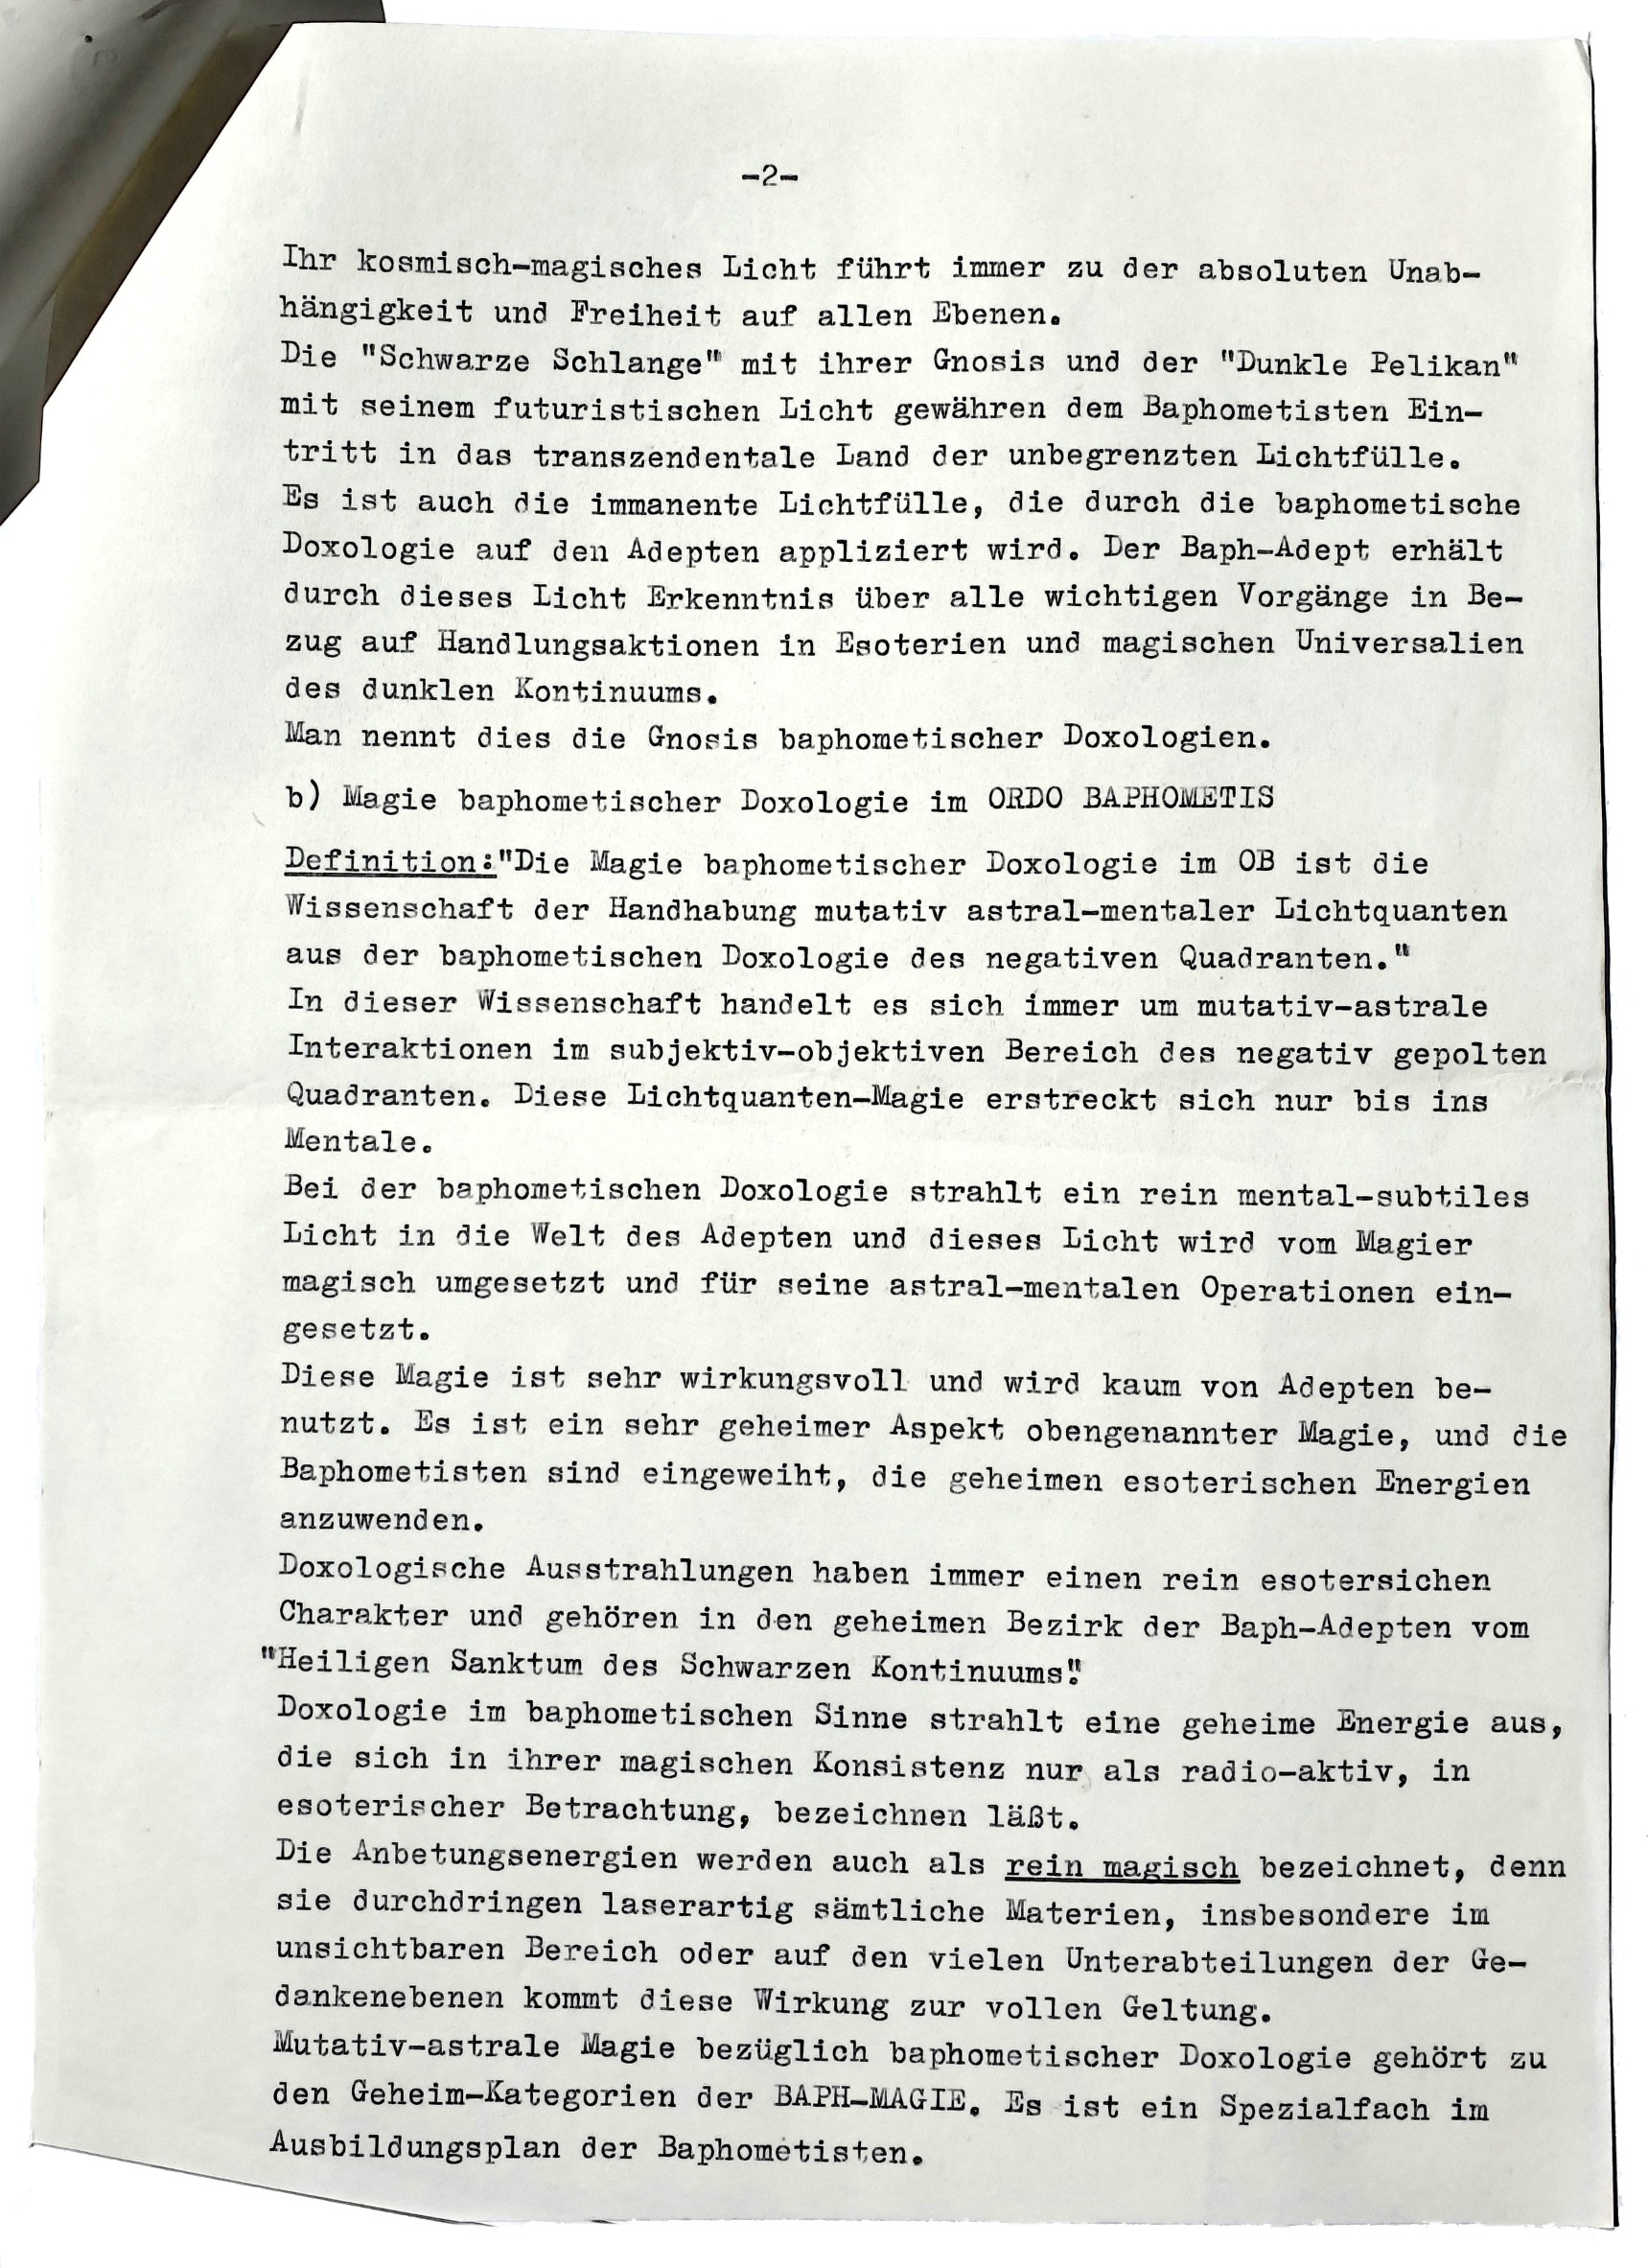 -2-
Ihr kosmisch-magisches Licht führt immer zu der absoluten Unab-
hängigkeit und Freiheit auf allen Ebenen.
Die "Schwarze Schlange" mit ihrer Gnosis und der "Dunkle Pelikan"
mit seinem futuristischen Licht gewähren dem Baphometisten Ein-
tritt in das transzendentale Land der unbegrenzten Lichtfülle.
Es ist auch die immanente Lichtfülle, die durch die baphometische
Doxologie auf den Adepten appliziert wird. Der Baph-Adept erhält
durch dieses Licht Erkenntnis über alle wichtigen Vorgänge in Be-
zug auf Handlungsaktionen in Esoterien und magischen Universalien
des dunklen Kontinuums.
Man nennt dies die Gnosis baphometischer Doxologien.
b) Magie baphometischer Doxologie im ORDO BAPHOMETIS
Definition:"Die Magie baphometischer Doxologie im OB ist die
Wissenschaft der Handhabung mutativ astral-mentaler Lichtquanten
aus der baphometischen Doxologie des negativen Quadranten."
In dieser Wissenschaft handelt es sich immer um mutativ-astrale
Interaktionen im subjektiv-objektiven Bereich des negativ gepolten
Quadranten. Diese Lichtquanten-Magie erstreckt sich nur bis ins
Mentale.
Bei der baphometischen Doxologie strahlt ein rein mental-subtiles
Licht in die Welt des Adepten und dieses Licht wird vom Magier
magisch umgesetzt und für seine astral-mentalen Operationen ein-
gesetzt.
Diese Magie ist sehr wirkungsvoll und wird kaum von Adepten be-
nutzt. Es ist ein sehr geheimer Aspekt obengenannter Magie, und die
Baphometisten sind eingeweiht, die geheimen esoterischen Energien
anzuwenden.
Doxologische Ausstrahlungen haben immer einen rein esotersichen
Charakter und gehören in den geheimen Bezirk der Baph-Adepten vom
"Heiligen Sanktum des Schwarzen Kontinuums".
Doxologie im baphometischen Sinne strahlt eine geheime Energie aus,
die sich in ihrer magischen Konsistenz nur als radio-aktiv, in
esoterischer Betrachtung, bezeichnen läßt.
Die Anbetungsenergien werden auch als rein magisch bezeichnet, denn
sie durchdringen laserartig sämtliche Materien, insbesondere im
unsichtbaren Bereich oder auf den vielen Unterabteilungen der Ge-
dankenebenen kommt diese Wirkung zur vollen Geltung.
Mutativ-astrale Magie bezüglich baphometischer Doxologie gehört zu
den Geheim-Kategorien der BAPH-MAGIE. Es ist ein Spezialfach im
Ausbildungsplan der Baphometisten.